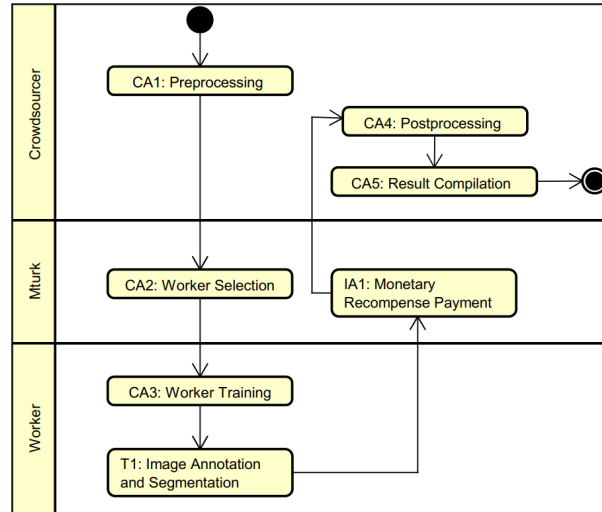 Crowdsourcer
CA1: Preprocessing
CA4: Postprocessing
CA5: Result Compilation
Mturk
CA2: Worker Selection
IA1: Monetary
Recompense Payment
Worker
CA3: Worker Training
T1: Image Annotation
and Segmentation